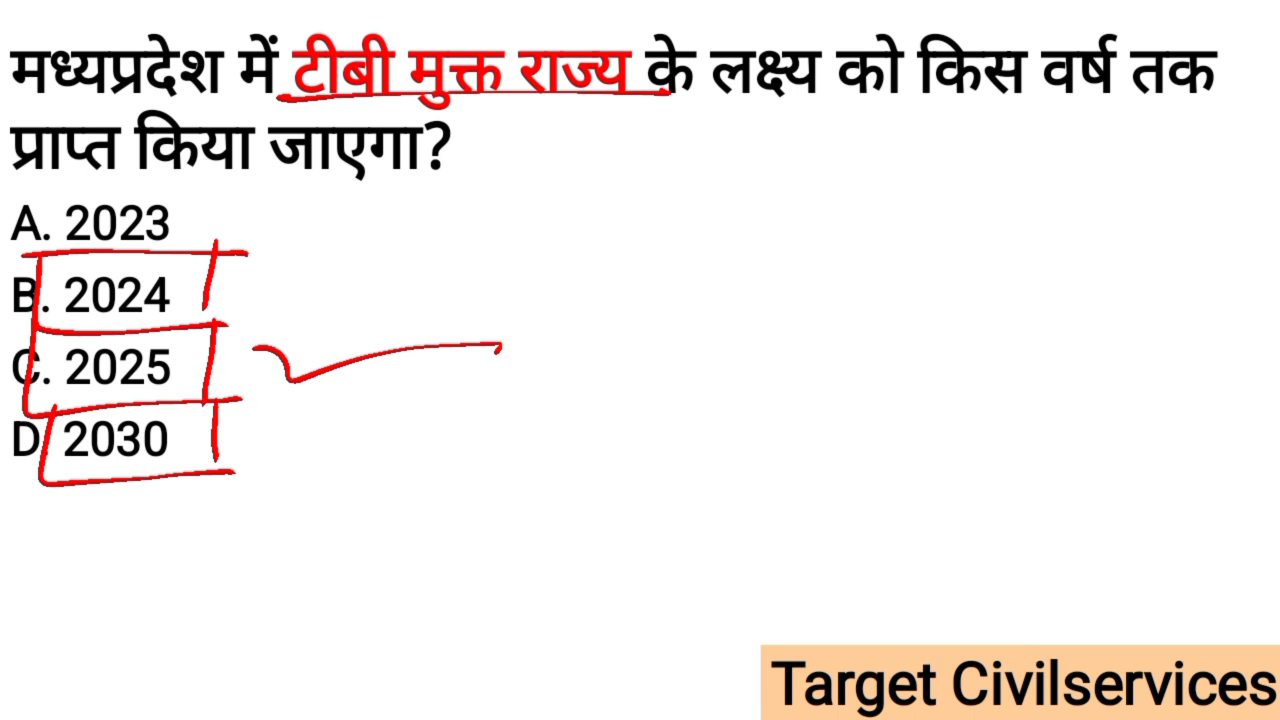 मध्यप्रदेश में टीबी मुक्त राज्य के लक्ष्य को किस वर्ष तक
प्राप्त किया जाएगा?
A. 2023
B. 2024
C. 2025
D. 2030
Target Civilservices